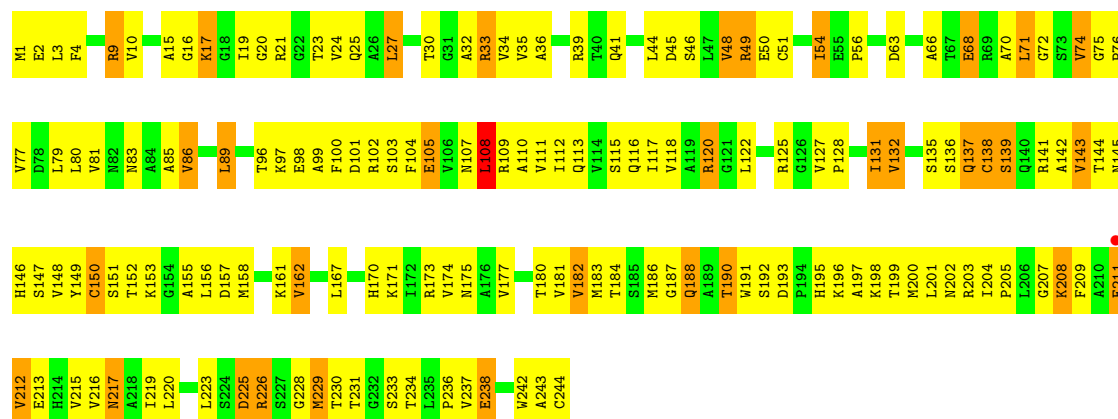 M1 E2 L3 F4 R9 V10 A15 G16 K17 G18 I19 G20 R21 G22 T23 V24 Q25 A26 L27 T30 G31 A32 R33 V34 V35 A36 R39 T40 Q41 L44 D45 S46 L47 V48 R49 E50 C51 I54 E55 P56 D63 A66 T67 E68 R69 A70 L71 G72 S73 V74 G75 P76
V77 D78 L79 L80 V81 N82 N83 A84 A85 V86 L89 T96 K97 E98 A99 F100 D101 R102 S103 F104 E105 V106 N107 L108 R109 A110 V111 I112 Q113 V114 S115 Q116 I117 V118 A119 R120 G121 L122 R125 G126 V127 P128 I131 V132 S135 S136 Q137 C138 S139 Q140 R141 A142 V143 T144 N145
H146 S147 V148 Y149 C150 S151 T152 K153 G154 A155 L156 D157 M158 K161 V162 L167 H170 K171 I172 R173 V174 N175 A176 V177 T180 V181 V182 M183 T184 S185 M186 G187 Q188 A189 T190 W191 S192 D193 P194 H195 K196 A197 K198 T199 M200 L201 N202 R203 I204 P205 L206 G207 K208 F209 A210 E211
V212 E213 H214 V215 V216 N217 A218 I219 L220 L223 S224 D225 R226 S227 G228 M229 T230 T231 G232 S233 T234 L235 P236 V237 E238 W242 A243 C244